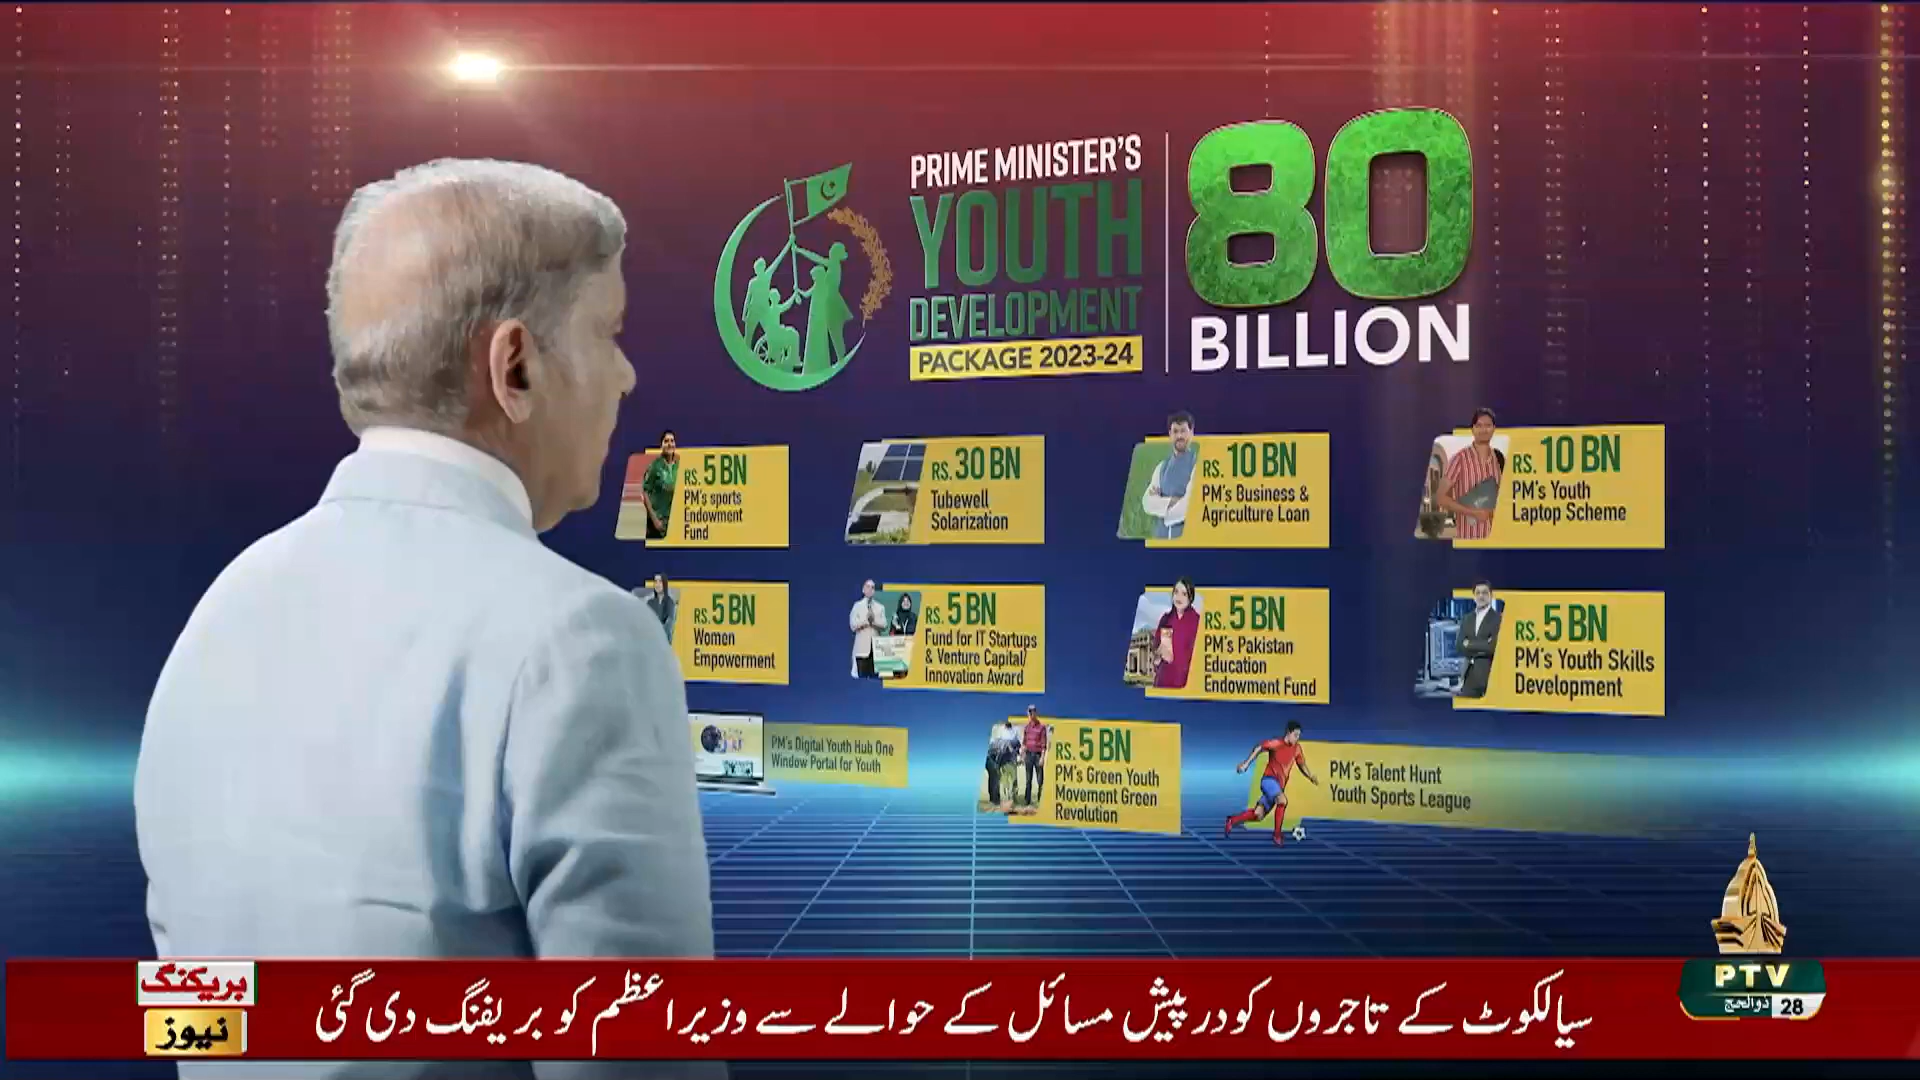 PRIME MINISTER'S
YOUTH
DEVELOPMENT
PACKAGE 2023-24
80
BILLION
RS. 5 BN
PM's sports
Endowment
Fund
RS. 30 BN
Tubewell
Solarization
RS. 10 BN
PM's Business &
Agriculture Loan
RS. 10 BN
PM's Youth
Laptop Scheme
RS. 5 BN
Women
Empowerment
RS. 5 BN
Fund for IT Startups
& Venture Capital/
Innovation Award
RS. 5 BN
PM's Pakistan
Education
Endowment Fund
RS. 5 BN
PM's Youth Skills
Development
PM's Digital Youth Hub One
Window Portal for Youth
RS. 5 BN
PM's Green Youth
Movement Green
Revolution
PM's Talent Hunt
Youth Sports League
PTV
28 ذوالحج
بریکنگ
نیوز
سیالکوٹ کے تاجروں کو درپیش مسائل کے حوالے سے وزیراعظم کو بریفنگ دی گئی